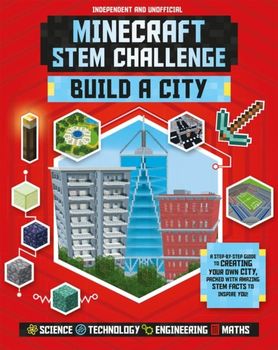 INDEPENDENT AND UNOFFICIAL
MINECRAFT
STEM CHALLENGE
BUILD A CITY
A STEP-BY-STEP GUIDE
TO CREATING
YOUR OWN CITY,
PACKED WITH AMAZING
STEM FACTS TO
INSPIRE YOU!
SCIENCE TECHNOLOGY ENGINEERING MATHS